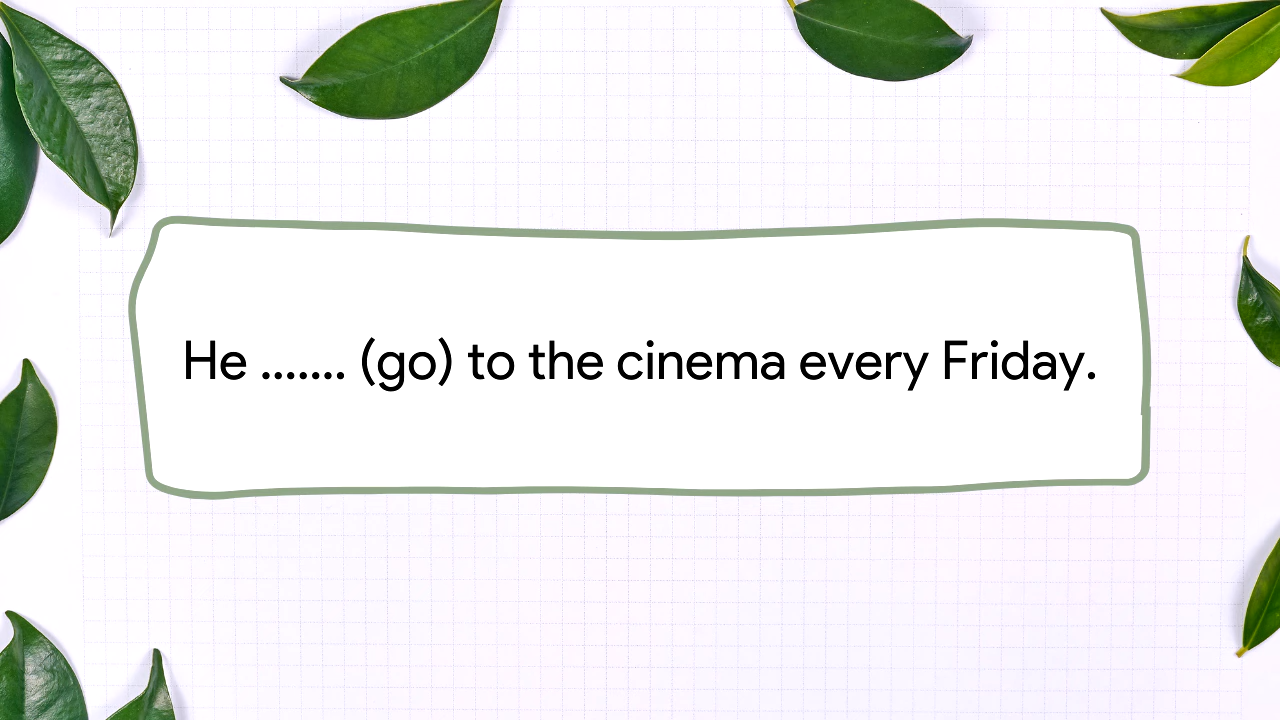 He ....... (go) to the cinema every Friday.